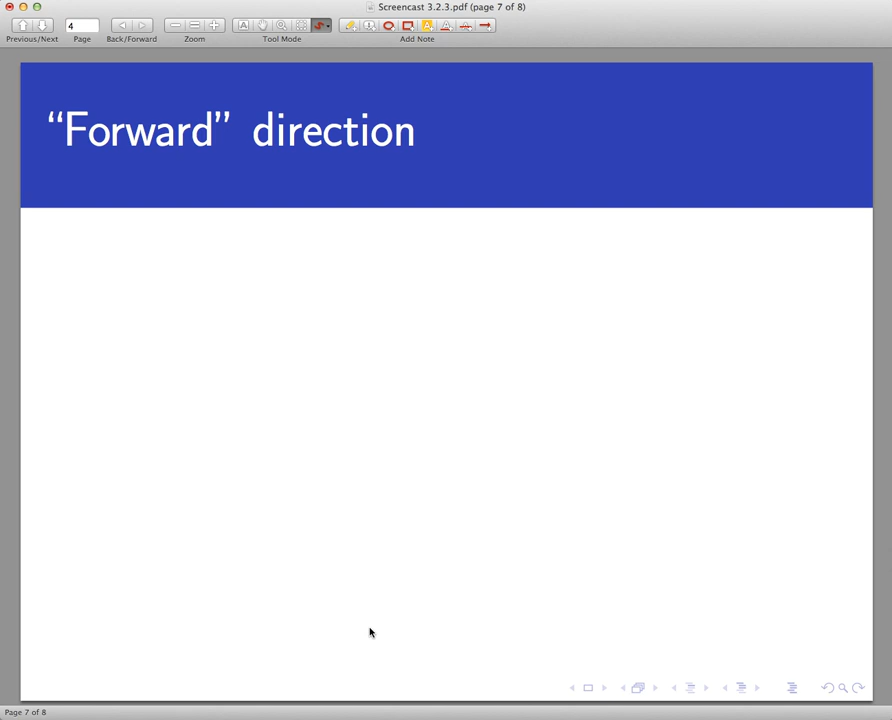 Screencast 3.2.3.pdf (page 7 of 8)
4
Previous/Next Page Back/Forward Zoom Tool Mode Add Note
“Forward” direction
Page 7 of 8